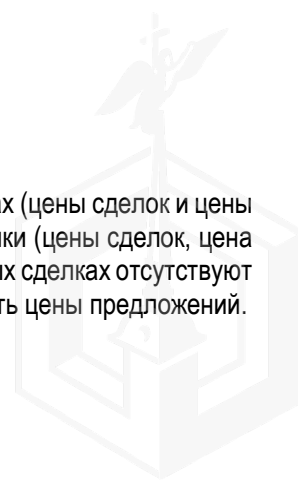 ах (цены сделок и цены
ки (цены сделок, цена
их сделках отсутствуют
ть цены предложений.